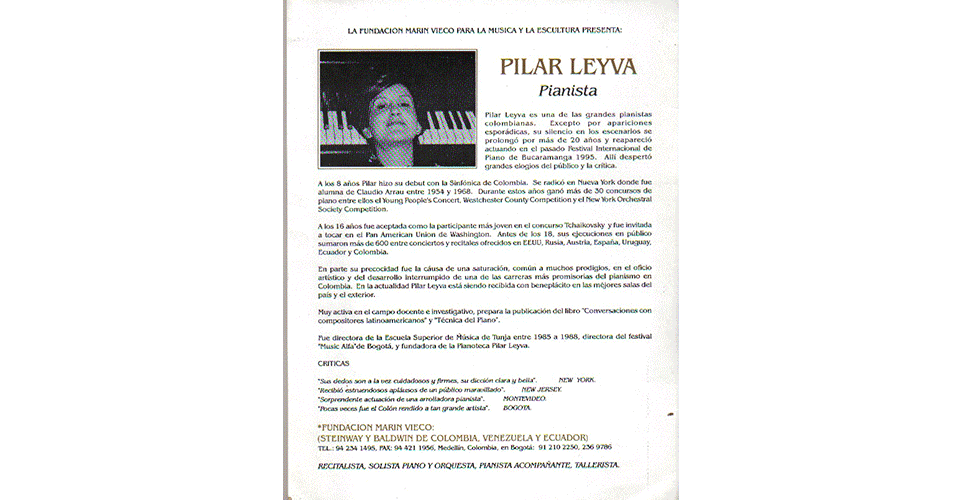 LA FUNDACION MARIN VIECO PARA LA MUSICA Y LA ESCULTURA PRESENTA:
PILAR LEYVA
Pianista
Pilar Leyva es una de las grandes pianistas
colombianas. Excepto por apariciones
esporádicas, su silencio en los escenarios se
prolongó por más de 20 años y reapareció
actuando en el pasado Festival Internacional de
Piano de Bucaramanga 1995. Allí despertó
grandes elogios del público y la crítica.
A los 8 años Pilar hizo su debut con la Sinfónica de Colombia. Se radicó en Nueva York donde fue
alumna de Claudio Arrau entre 1954 y 1968. Durante estos años ganó más de 30 concursos de
piano entre ellos el Young People's Concert, Westchester County Competition y el New York Orchestral
Society Competition.
A los 16 años fue aceptada como la participante más joven en el concurso Tchaikovsky y fue invitada
a tocar en el Pan American Union de Washington. Antes de los 18, sus ejecuciones en público
sumaron más de 600 entre conciertos y recitales ofrecidos en EEUU, Rusia, Austria, España, Uruguay,
Ecuador y Colombia.
En parte su precocidad fue la causa de una saturación, común a muchos prodigios, en el oficio
artístico y del desarrollo interrumpido de una de las carreras más promisorias del pianismo en
Colombia. En la actualidad Pilar Leyva está siendo recibida con beneplácito en las mejores salas del
país y el exterior.
Muy activa en el campo docente e investigativo, prepara la publicación del libro "Conversaciones con
compositores latinoamericanos" y "Técnica del Piano".
Fue directora de la Escuela Superior de Música de Tunja entre 1985 a 1988, directora del festival
"Music Alfa"de Bogotá, y fundadora de la Pianoteca Pilar Leyva.
CRITICAS
"Sus dedos son a la vez cuidadosos y firmes, su dicción clara y bella". NEW YORK.
"Recibió estruendosos aplausos de un público maravillado". NEW JERSEY.
"Sorprendente actuación de una arrolladora pianista". MONTEVIDEO.
"Pocas veces fue el Colón rendido a tan grande artista". BOGOTA.
*FUNDACION MARIN VIECO:
(STEINWAY Y BALDWIN DE COLOMBIA, VENEZUELA Y ECUADOR)
TEL.: 94 234 1495, FAX: 94 421 1956, Medellín, Colombia, en Bogotá: 91 210 2250, 236 9786
RECITALISTA, SOLISTA PIANO Y ORQUESTA, PIANISTA ACOMPAÑANTE, TALLERISTA.